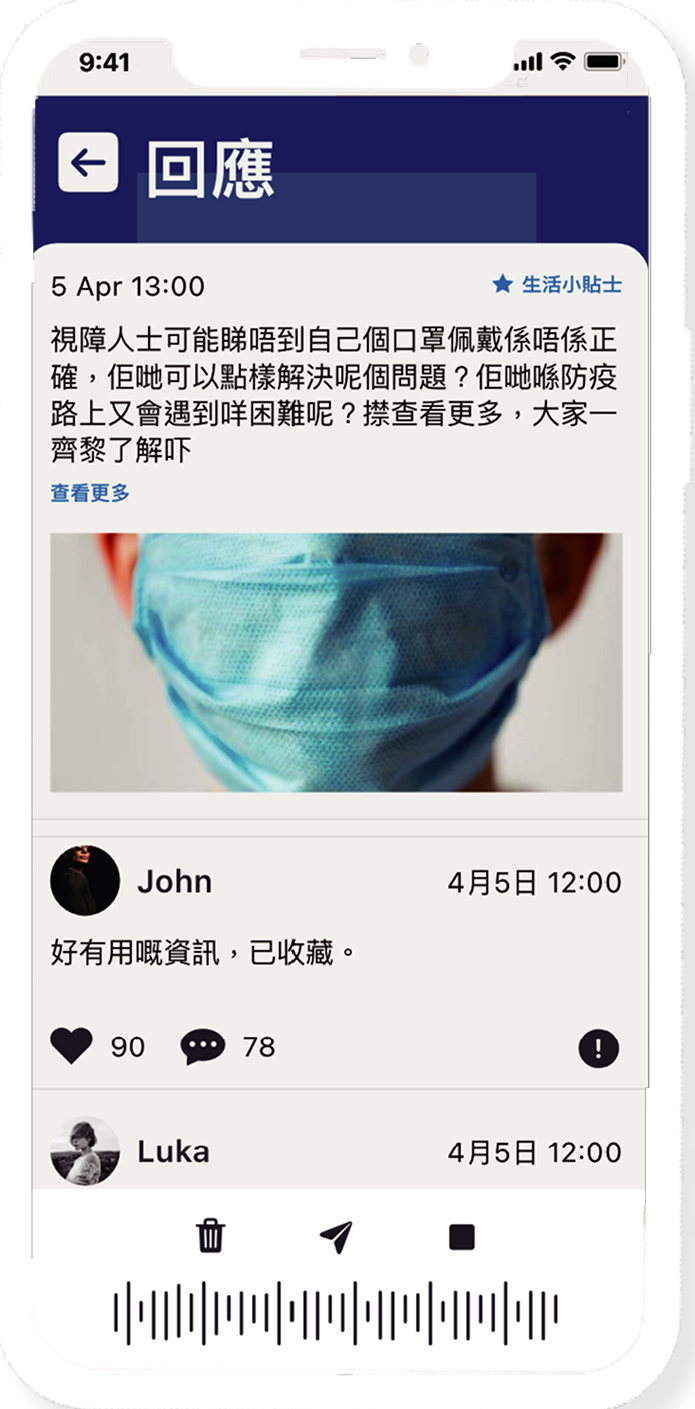 9:41
回應
5 Apr 13:00
生活小貼士
視障人士可能睇唔到自己個口罩佩戴係唔係正
確，佢哋可以點樣解決呢個問題？佢哋喺防疫
路上又會遇到咩困難呢？㩒查看更多，大家一
齊黎了解吓
查看更多
John
4月5日 12:00
好有用嘅資訊，已收藏。
90
78
Luka
4月5日 12:00